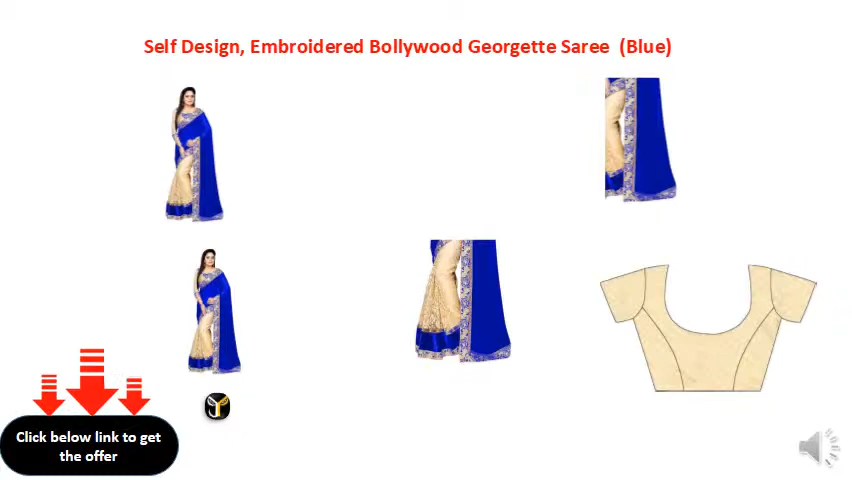 Self Design, Embroidered Bollywood Georgette Saree  (Blue)
Click below link to get
the offer